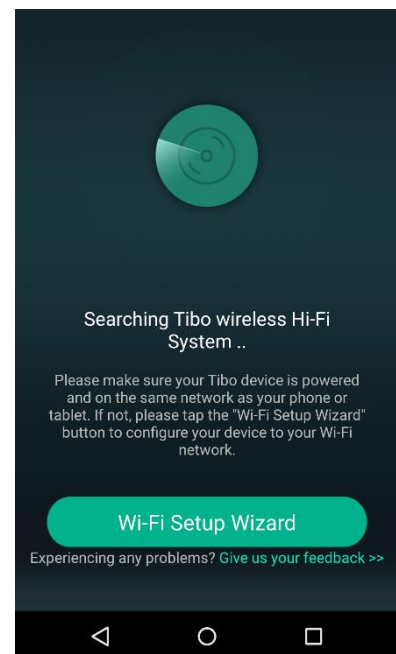 Searching Tibo wireless Hi-Fi
System ..
Please make sure your Tibo device is powered
and on the same network as your phone or
tablet. If not, please tap the "Wi-Fi Setup Wizard"
button to configure your device to your Wi-Fi
network.
Wi-Fi Setup Wizard
Experiencing any problems? Give us your feedback >>